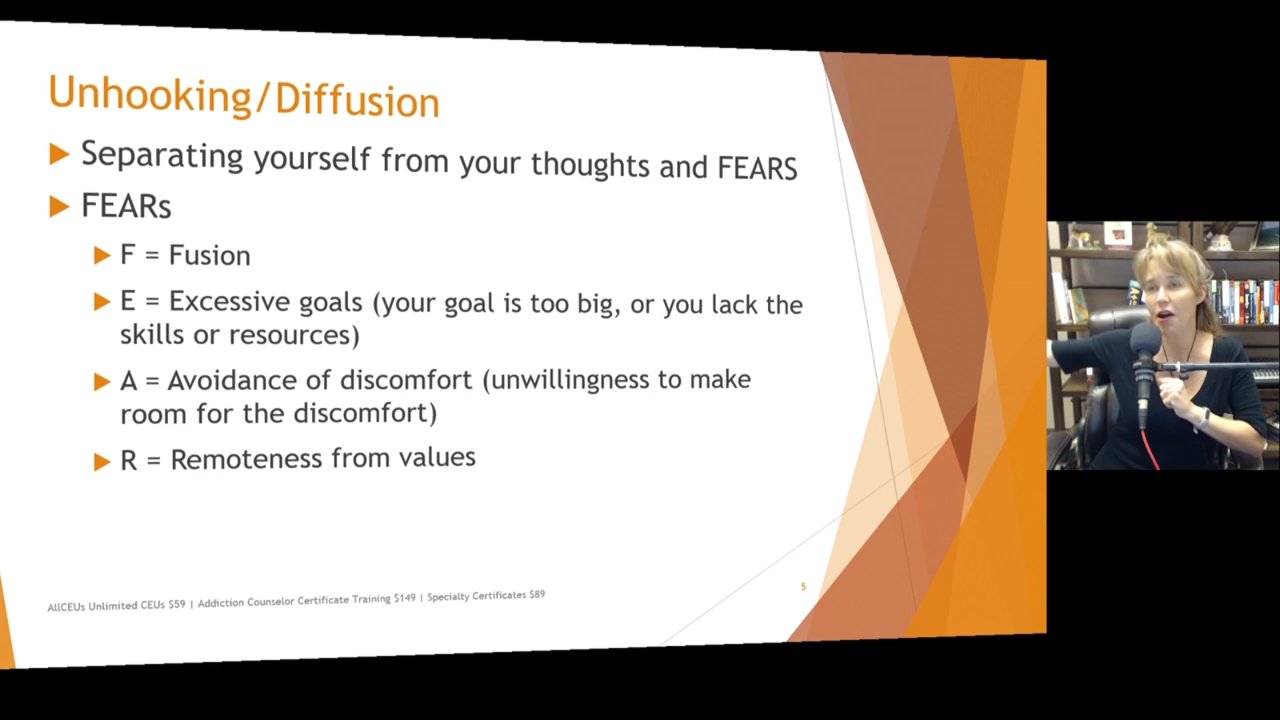 Unhooking/Diffusion
Separating yourself from your thoughts and FEARS
FEARs
F = Fusion
E = Excessive goals (your goal is too big, or you lack the
skills or resources)
A = Avoidance of discomfort (unwillingness to make
room for the discomfort)
R = Remoteness from values
AllCEUs Unlimited CEUs $59 | Addiction Counselor Certificate Training $149 | Specialty Certificates $89
5